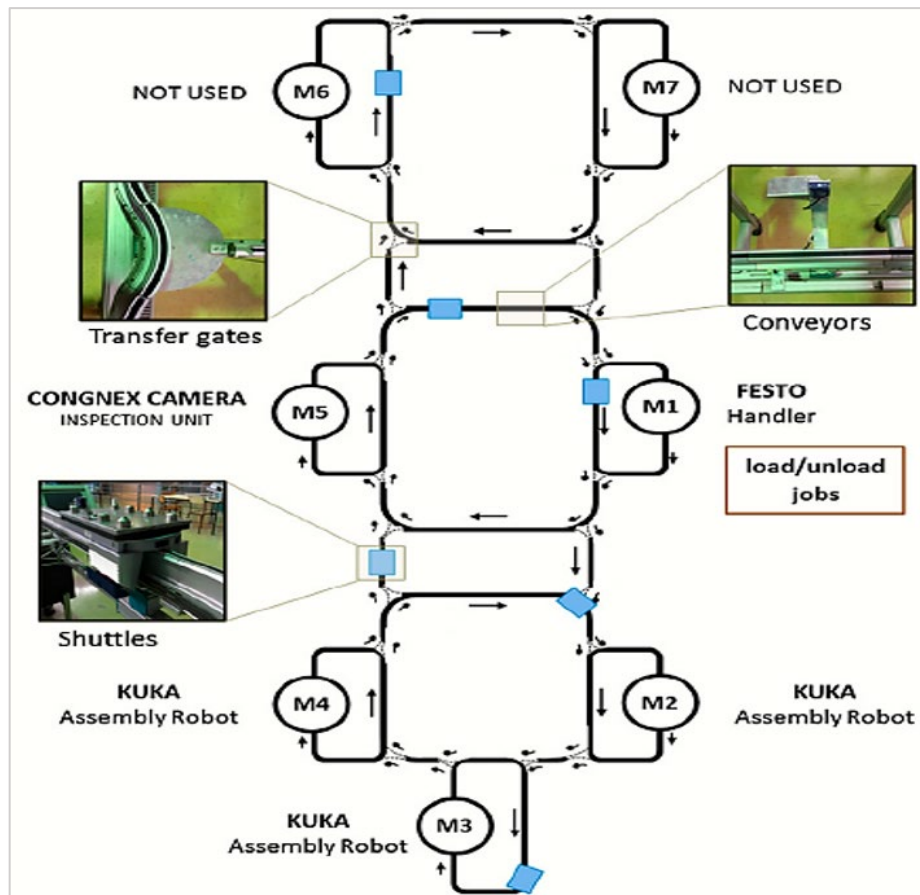 M6
M7
NOT USED
NOT USED
Transfer gates
Conveyors
CONGNEX CAMERA
INSPECTION UNIT
M5
M1
FESTO
Handler
load/unload
jobs
Shuttles
KUKA
Assembly Robot
M4
M2
KUKA
Assembly Robot
KUKA
Assembly Robot
M3